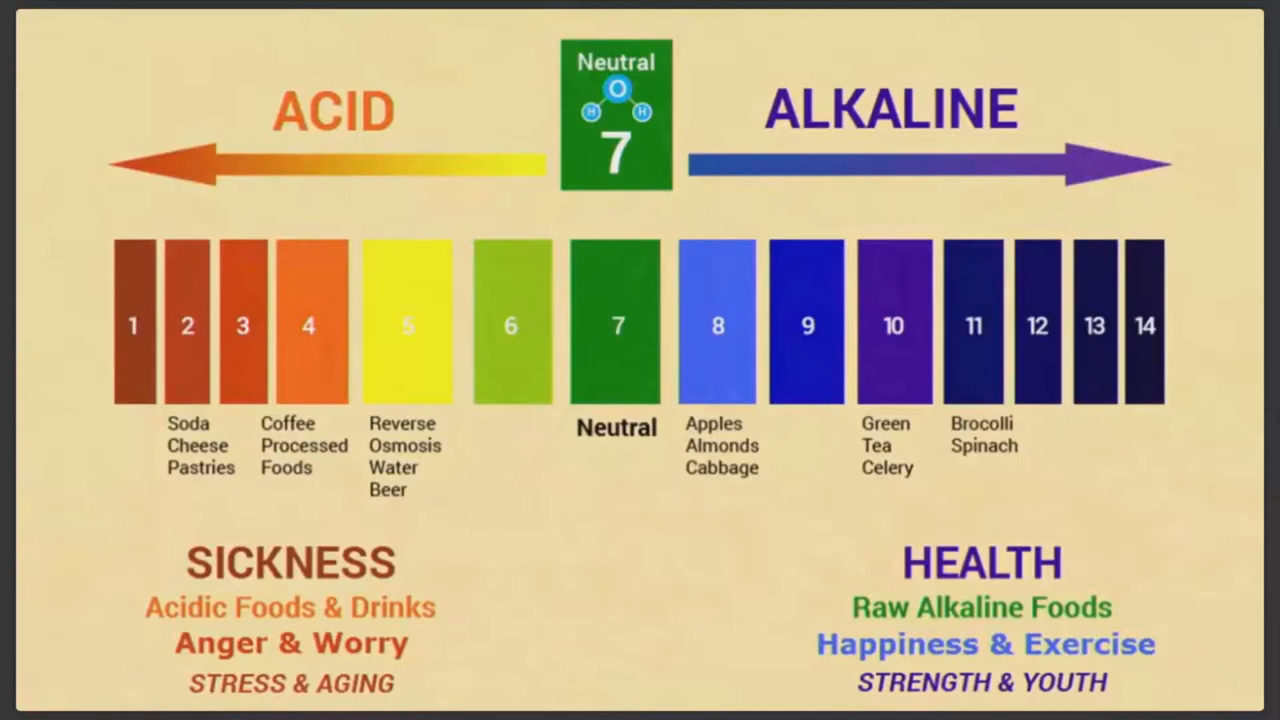 Neutral
O
H H
7
ACID
ALKALINE
1 2 3 4 5 6 7 8 9 10 11 12 13 14
Soda
Cheese
Pastries
Coffee
Processed
Foods
Reverse
Osmosis
Water
Beer
Neutral
Apples
Almonds
Cabbage
Green
Tea
Celery
Brocolli
Spinach
SICKNESS
Acidic Foods & Drinks
Anger & Worry
STRESS & AGING
HEALTH
Raw Alkaline Foods
Happiness & Exercise
STRENGTH & YOUTH